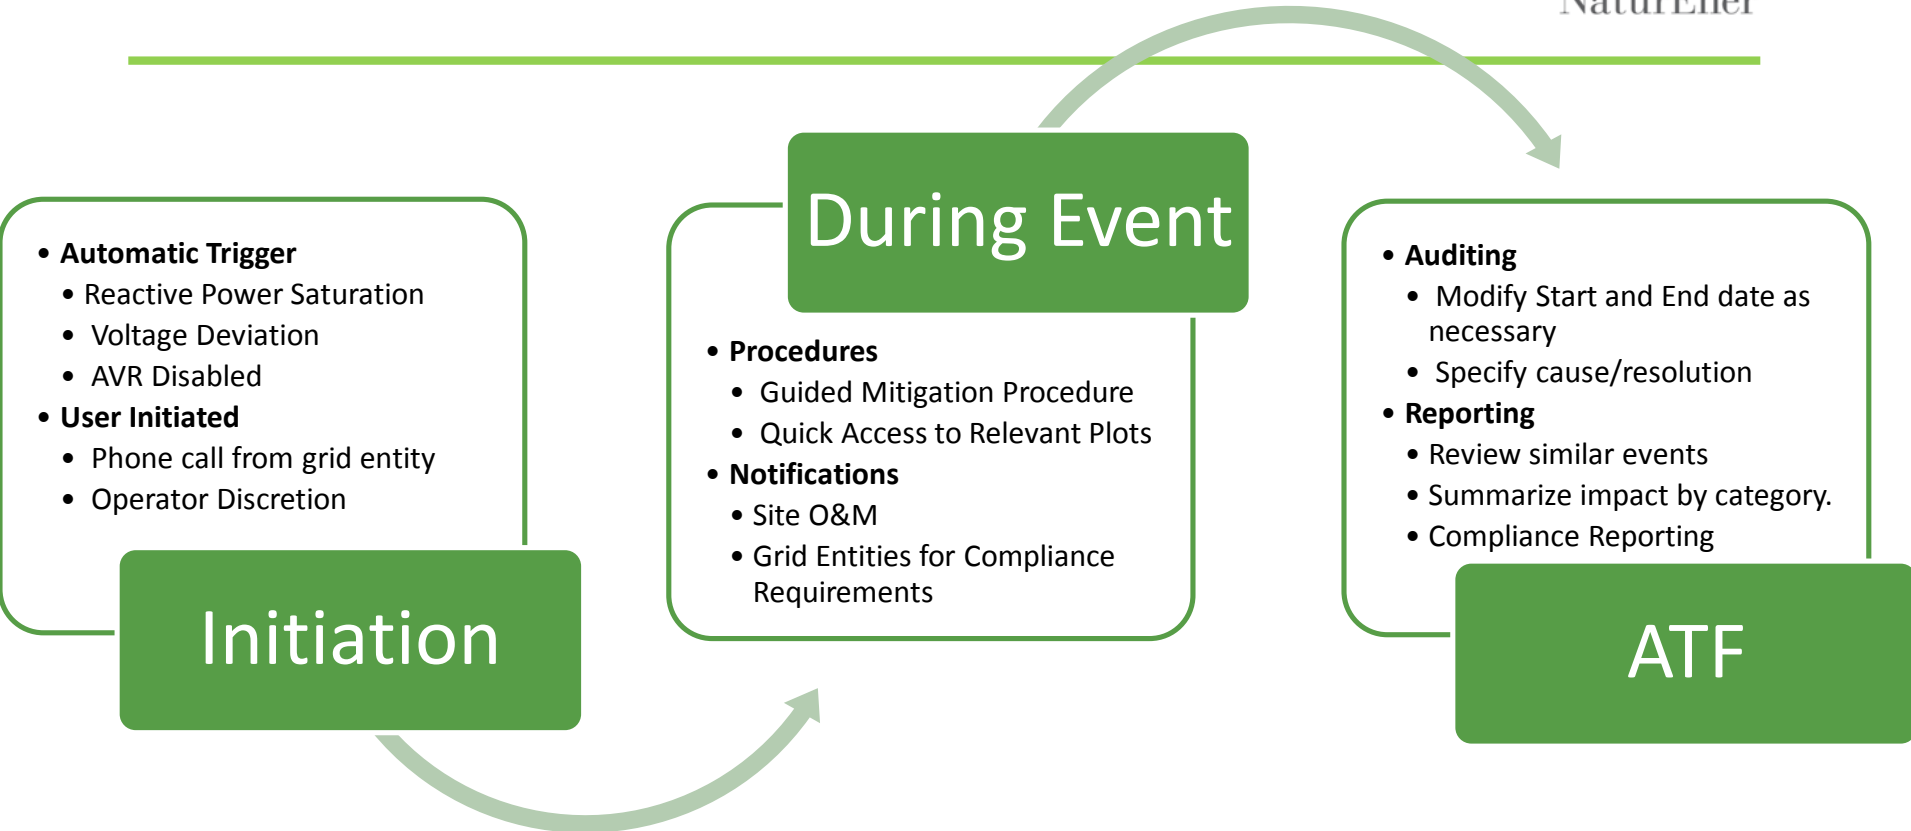 NaturEner
• Automatic Trigger
• Reactive Power Saturation
• Voltage Deviation
• AVR Disabled
• User Initiated
• Phone call from grid entity
• Operator Discretion
Initiation
During Event
• Procedures
• Guided Mitigation Procedure
• Quick Access to Relevant Plots
• Notifications
• Site O&M
• Grid Entities for Compliance
Requirements
• Auditing
• Modify Start and End date as
necessary
• Specify cause/resolution
• Reporting
• Review similar events
• Summarize impact by category.
• Compliance Reporting
ATF